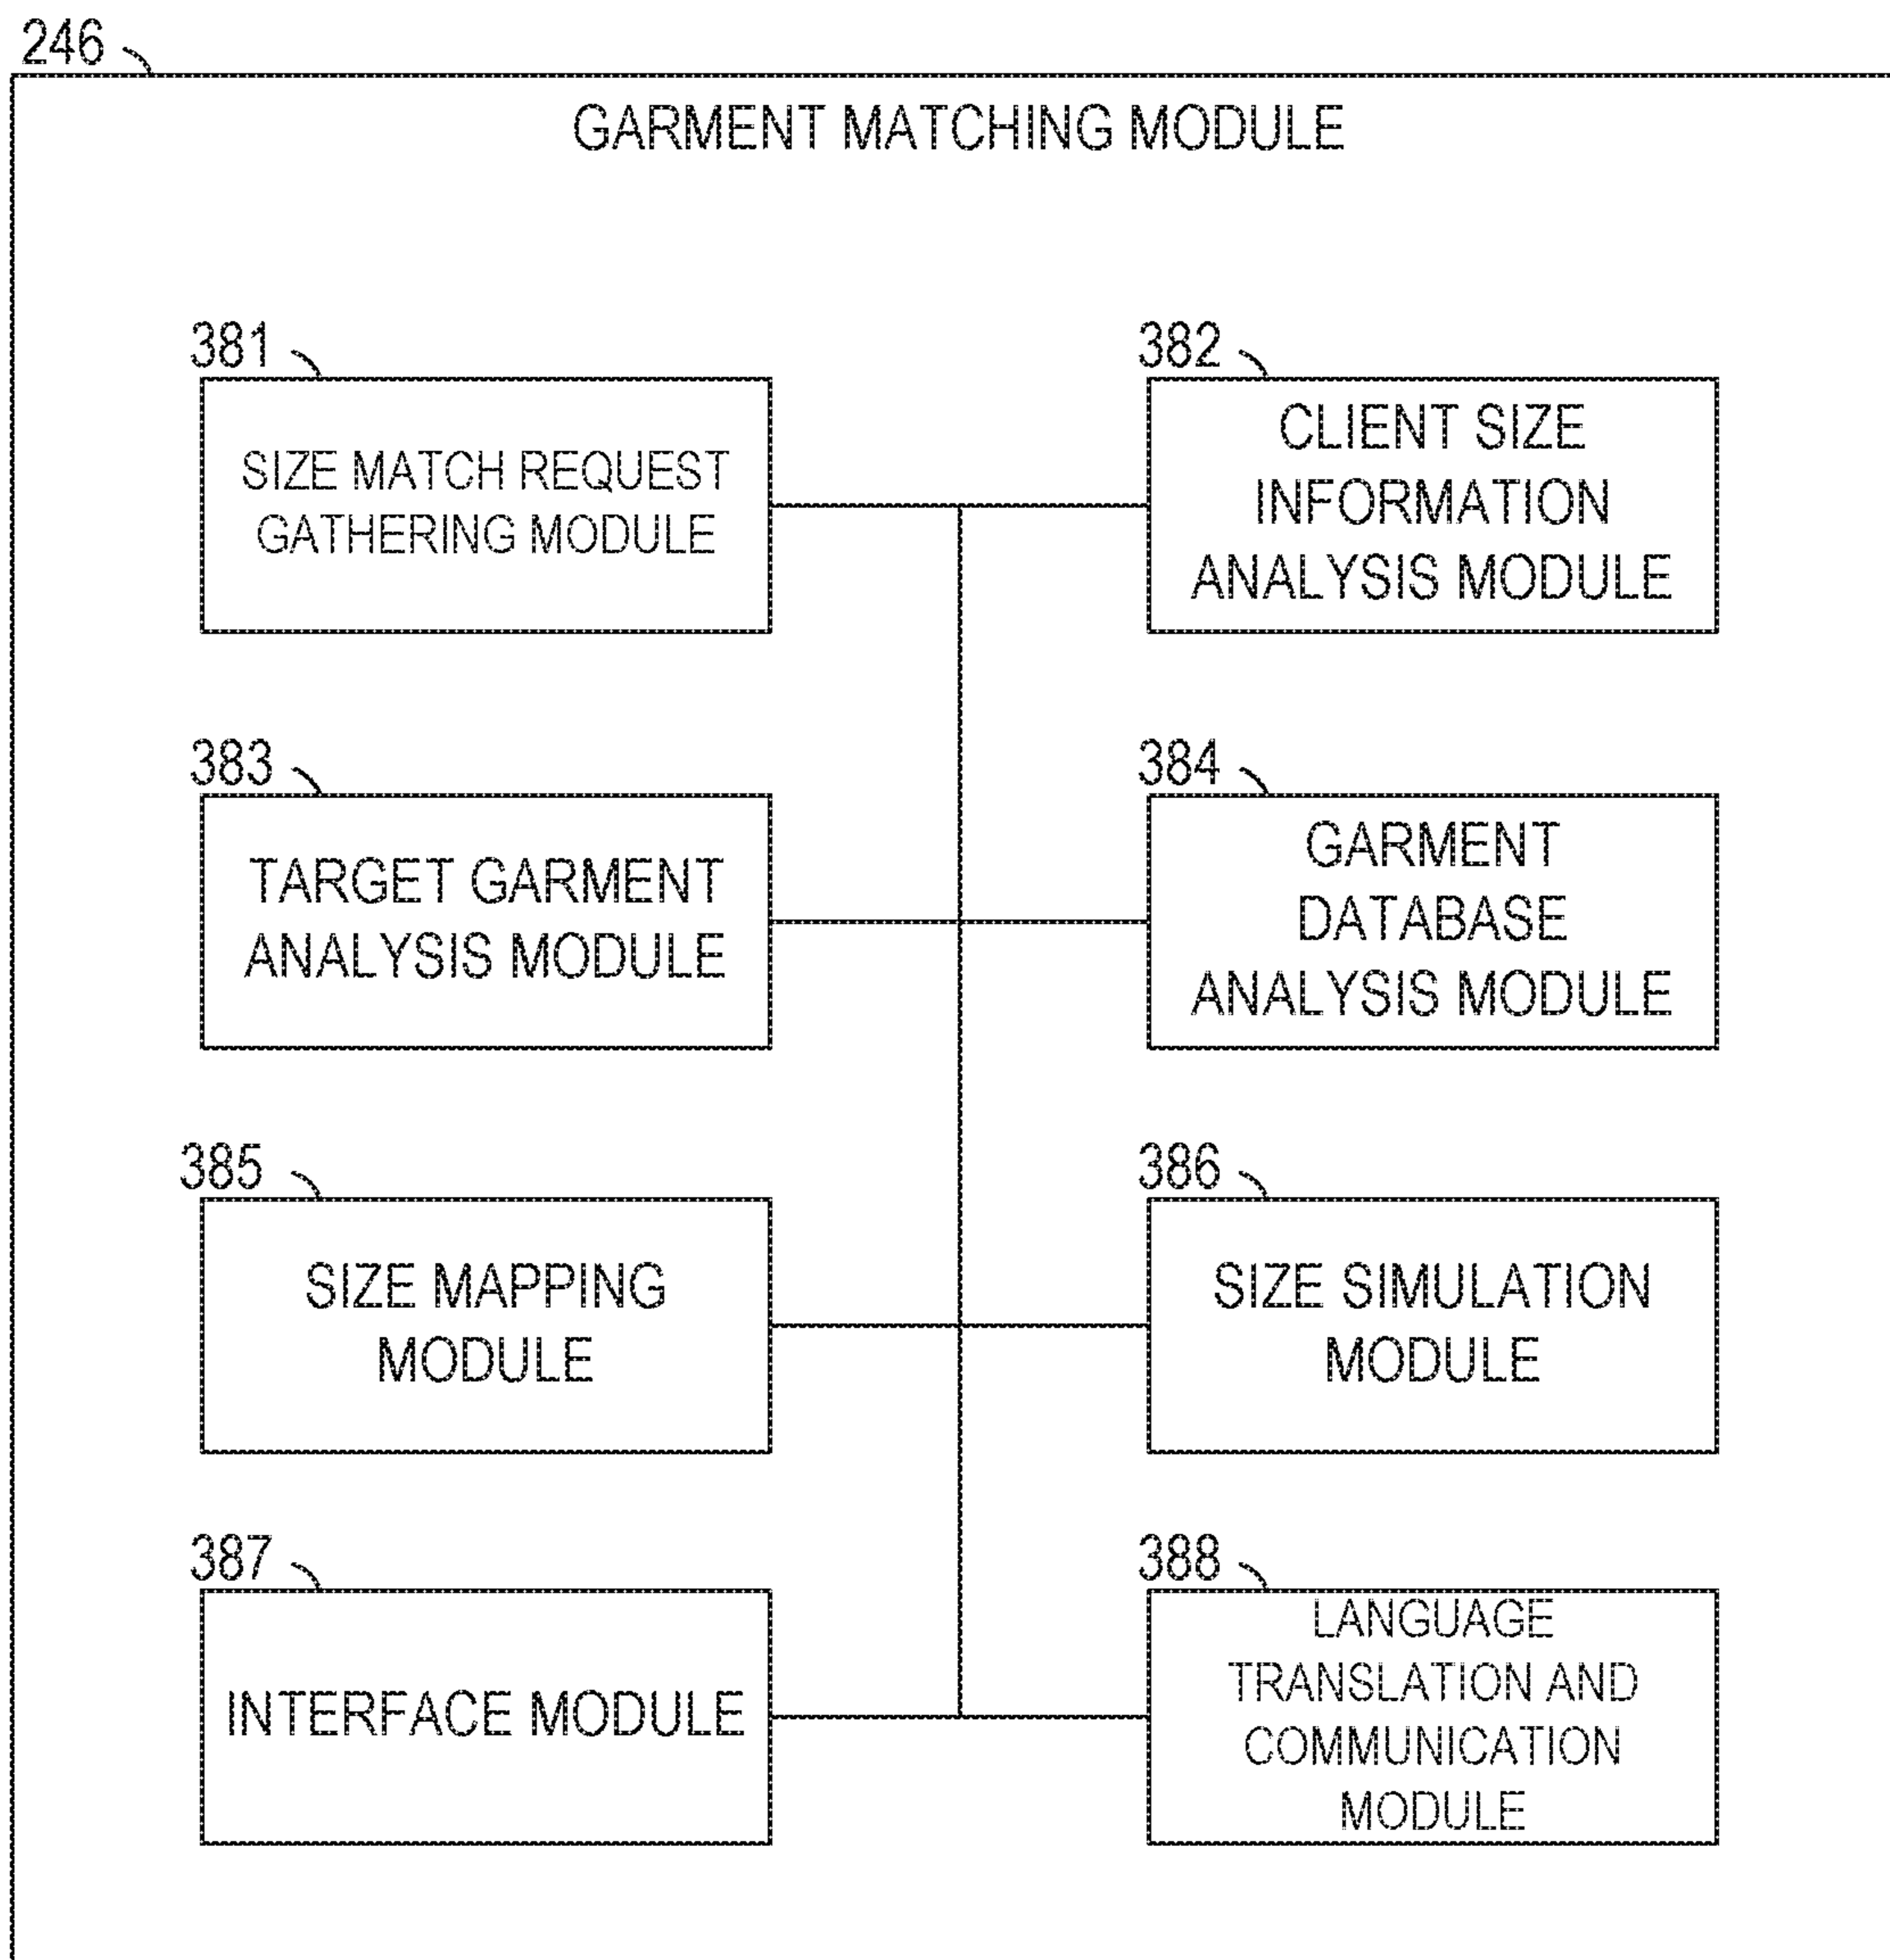 246
GARMENT MATCHING MODULE
381
SIZE MATCH REQUEST
GATHERING MODULE
382
CLIENT SIZE
INFORMATION
ANALYSIS MODULE
383
TARGET GARMENT
ANALYSIS MODULE
384
GARMENT
DATABASE
ANALYSIS MODULE
385
SIZE MAPPING
MODULE
386
SIZE SIMULATION
MODULE
387
INTERFACE MODULE
388
LANGUAGE
TRANSLATION AND
COMMUNICATION
MODULE